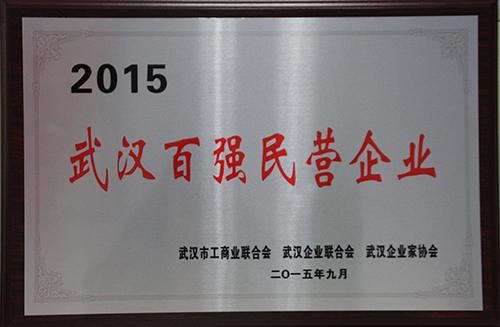 2015
武汉百强民营企业
武汉市工商业联合会 武汉企业联合会 武汉企业家协会
二〇一五年九月